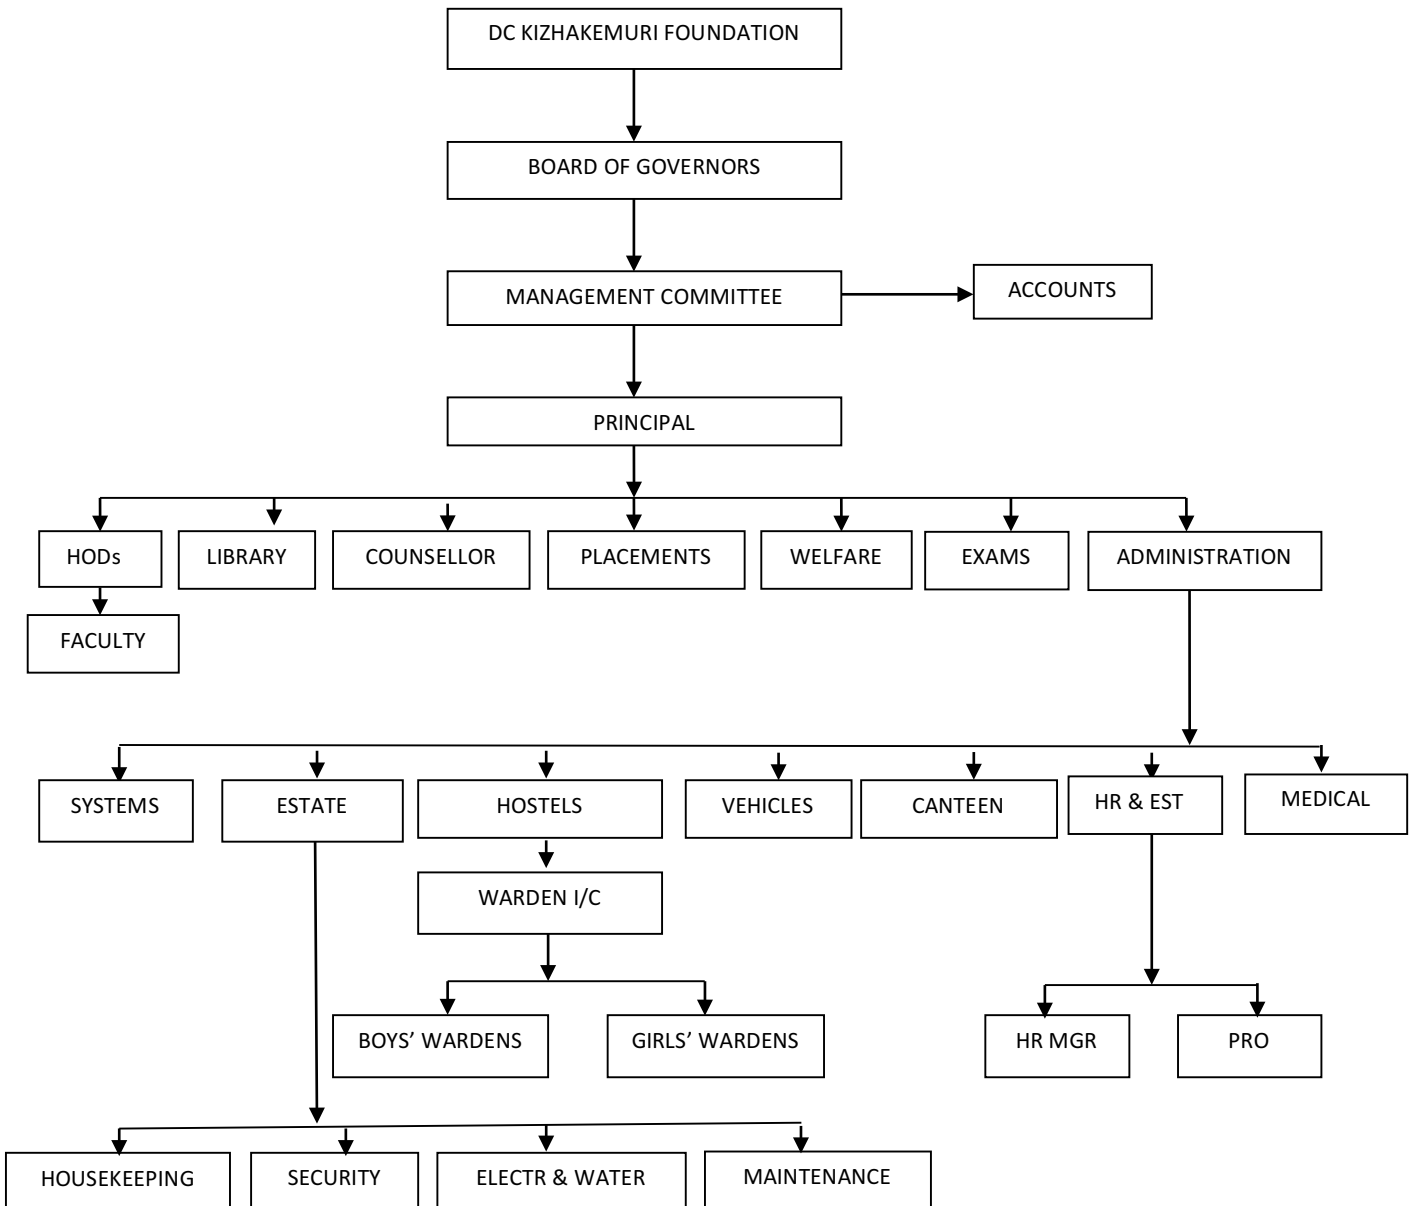 DC KIZHAKEMURI FOUNDATION
BOARD OF GOVERNORS
MANAGEMENT COMMITTEE
ACCOUNTS
PRINCIPAL
HODs
LIBRARY
COUNSELLOR
PLACEMENTS
WELFARE
EXAMS
ADMINISTRATION
FACULTY
SYSTEMS
ESTATE
HOSTELS
VEHICLES
CANTEEN
HR & EST
MEDICAL
WARDEN I/C
BOYS’ WARDENS
GIRLS’ WARDENS
HR MGR
PRO
HOUSEKEEPING
SECURITY
ELECTR & WATER
MAINTENANCE